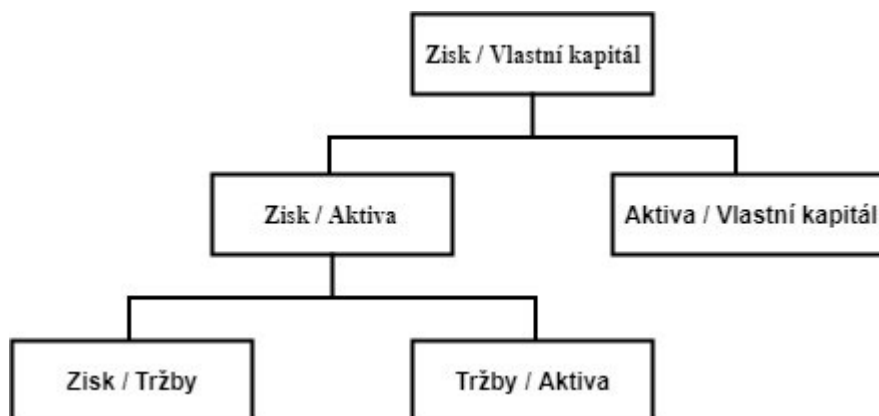 Zisk / Vlastní kapitál
Zisk / Aktiva
Aktiva / Vlastní kapitál
Zisk / Tržby
Tržby / Aktiva